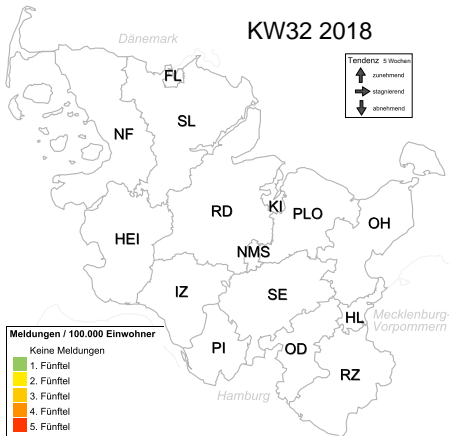 KW32 2018
Dänemark
Tendenz 5 Wochen
zunehmend
stagnierend
abnehmend
FL
SL
NF
RD
KI
PLO
OH
HEI
NMS
IZ
SE
HL
Mecklenburg-
Vorpommern
PI
OD
RZ
Hamburg
Meldungen / 100.000 Einwohner
Keine Meldungen
1. Fünftel
2. Fünftel
3. Fünftel
4. Fünftel
5. Fünftel